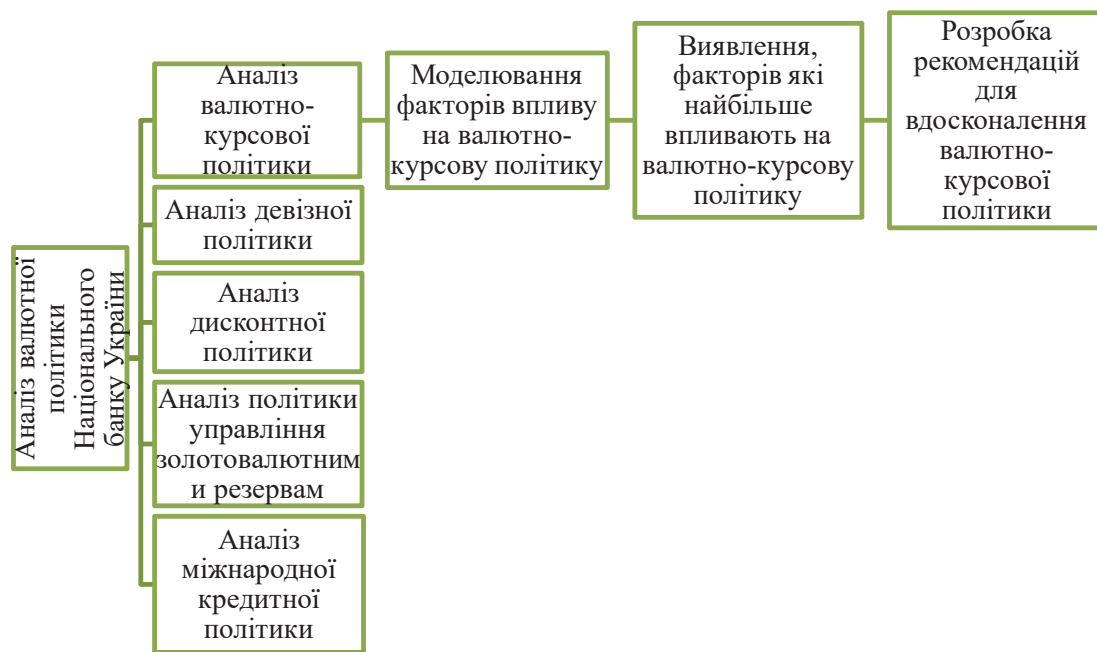 Аналіз валютної
політики
Національного
банку України
Аналіз
валютно-
курсової
політики
Моделювання
факторів впливу
на валютно-
курсову політику
Виявлення,
факторів які
найбільше
впливають на
валютно-курсову
політику
Розробка
рекомендацій
для
вдосконалення
валютно-
курсової
політики
Аналіз девізної
політики
Аналіз
дисконтної
політики
Аналіз політики
управління
золотовалютним
и резервам
Аналіз
міжнародної
кредитної
політики